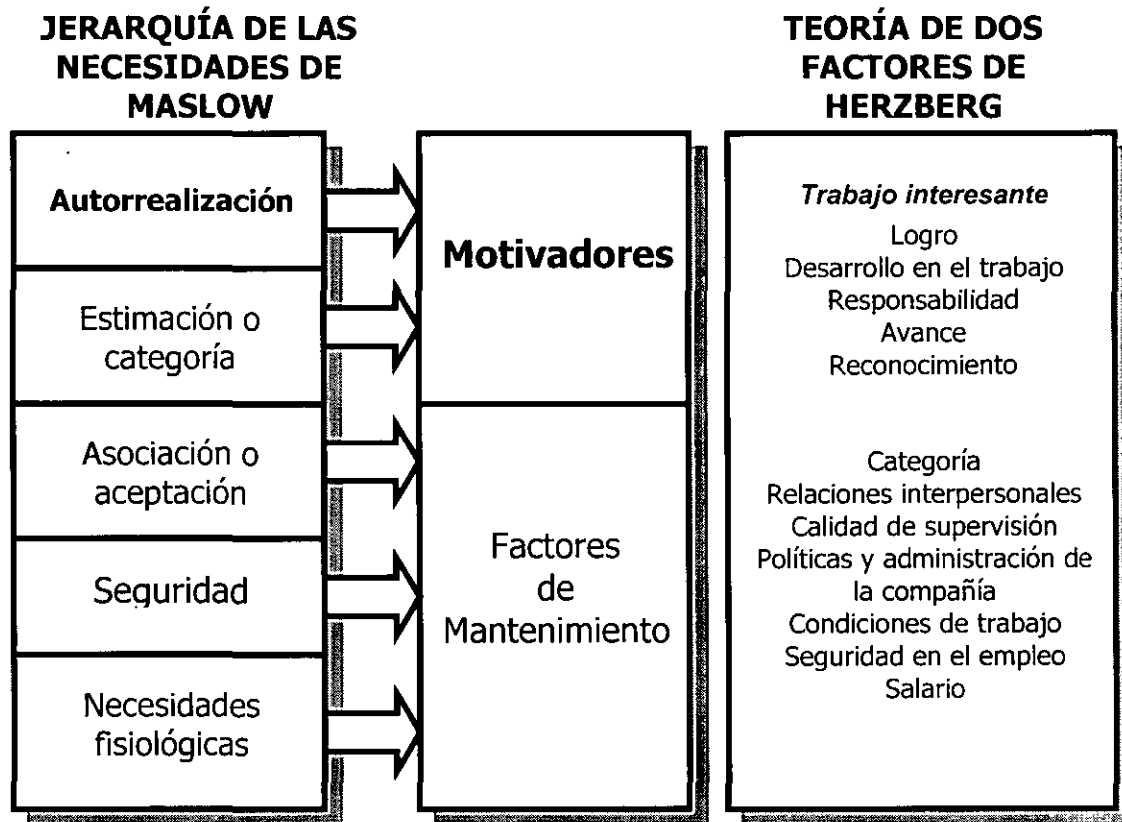 JERARQUÍA DE LAS
NECESIDADES DE
MASLOW
Autorrealización
Estimación o
categoría
Asociación o
aceptación
Seguridad
Necesidades
fisiológicas
Motivadores
Factores
de
Mantenimiento
TEORÍA DE DOS
FACTORES DE
HERZBERG
Trabajo interesante
Logro
Desarrollo en el trabajo
Responsabilidad
Avance
Reconocimiento
Categoría
Relaciones interpersonales
Calidad de supervisión
Políticas y administración de
la compañía
Condiciones de trabajo
Seguridad en el empleo
Salario